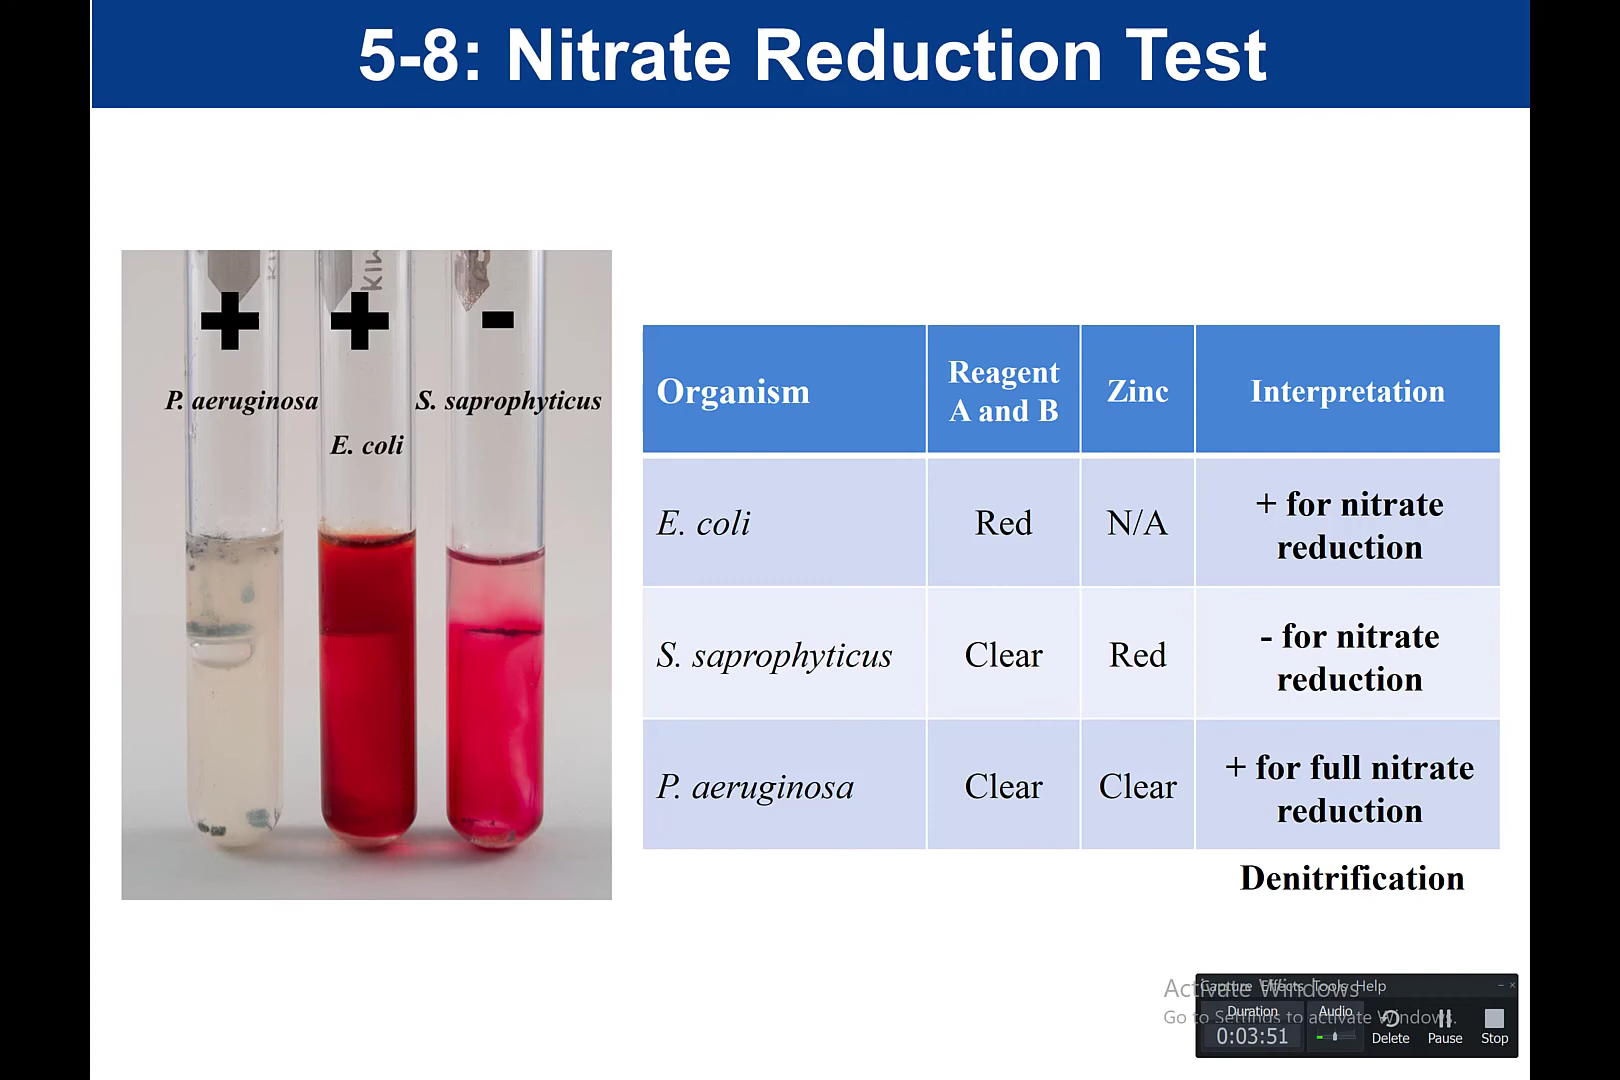 5-8: Nitrate Reduction Test
KIN
+
+
-
P. aeruginosa
S. saprophyticus
E. coli
Organism
Reagent
A and B
Zinc
Interpretation
E. coli
Red
N/A
+ for nitrate
reduction
S. saprophyticus
Clear
Red
- for nitrate
reduction
P. aeruginosa
Clear
Clear
+ for full nitrate
reduction
Denitrification
Activate Windows
Go to Settings to activate Windows.
Capture Effects Tools Help
Duration
Audio
0:03:51
Delete
Pause
Stop